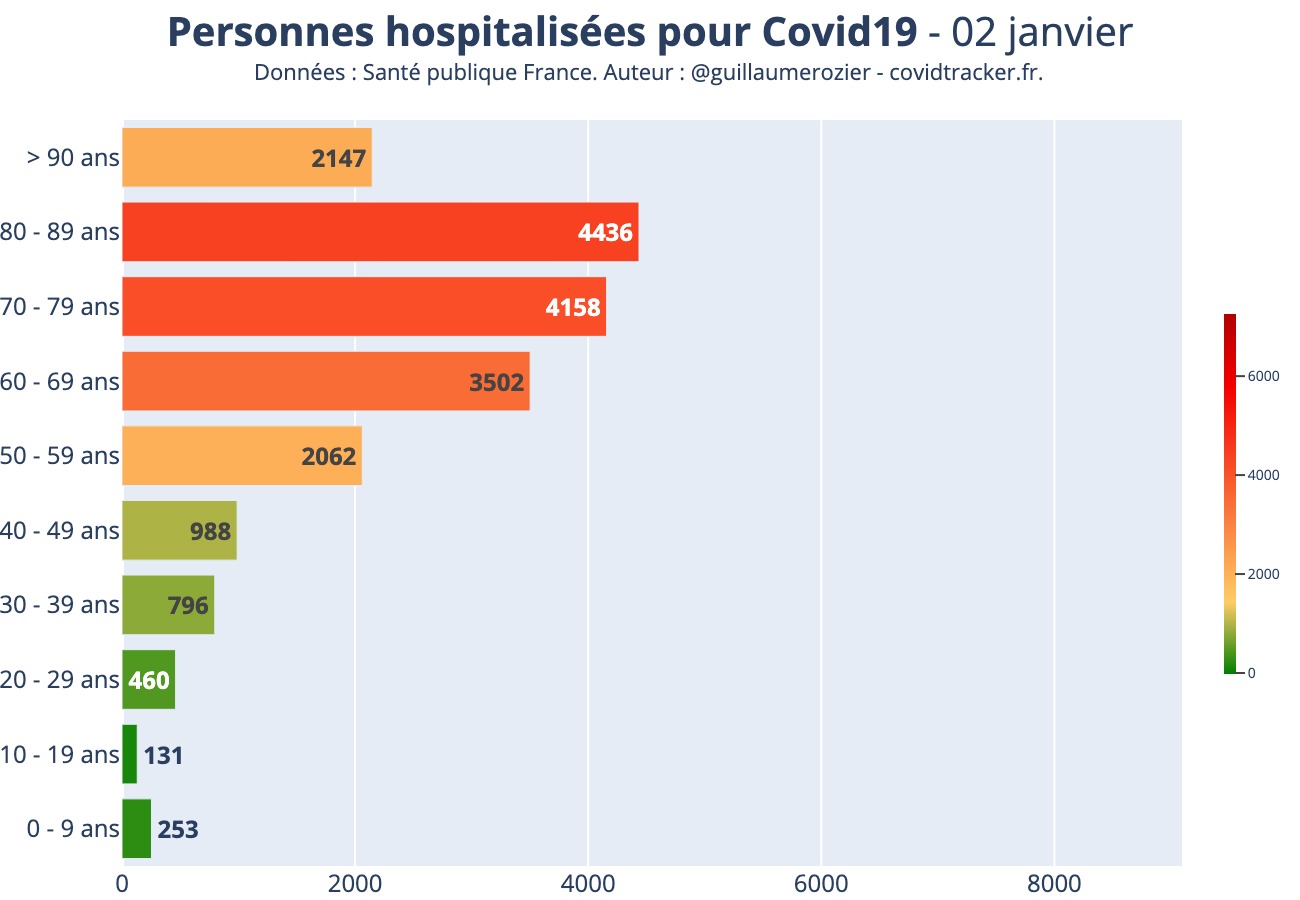 Personnes hospitalisées pour Covid19 - 02 janvier
Données : Santé publique France. Auteur : @guillaumerozier - covidtracker.fr.
> 90 ans 2147
80 - 89 ans 4436
70 - 79 ans 4158
60 - 69 ans 3502
50 - 59 ans 2062
40 - 49 ans 988
30 - 39 ans 796
20 - 29 ans 460
10 - 19 ans 131
0 - 9 ans 253
0 2000 4000 6000 8000
6000
4000
2000
0